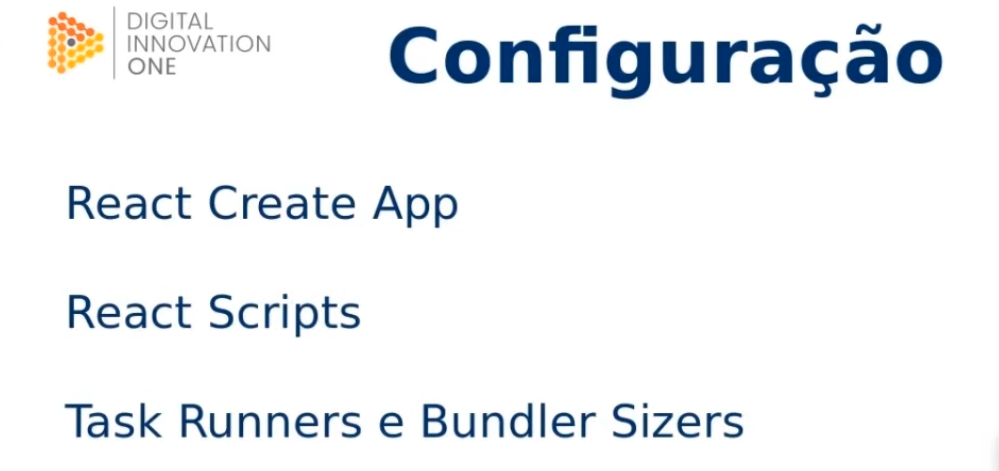 DIGITAL
INNOVATION
ONE
Configuração
React Create App
React Scripts
Task Runners e Bundler Sizers